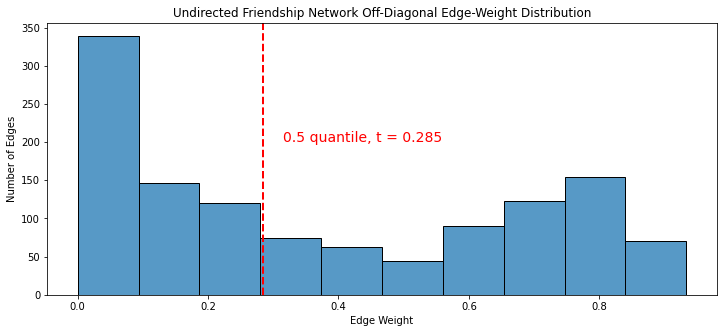 Undirected Friendship Network Off-Diagonal Edge-Weight Distribution
350
300
250
200
150
100
50
0
Number of Edges
0.5 quantile, t = 0.285
0.0 0.2 0.4 0.6 0.8
Edge Weight